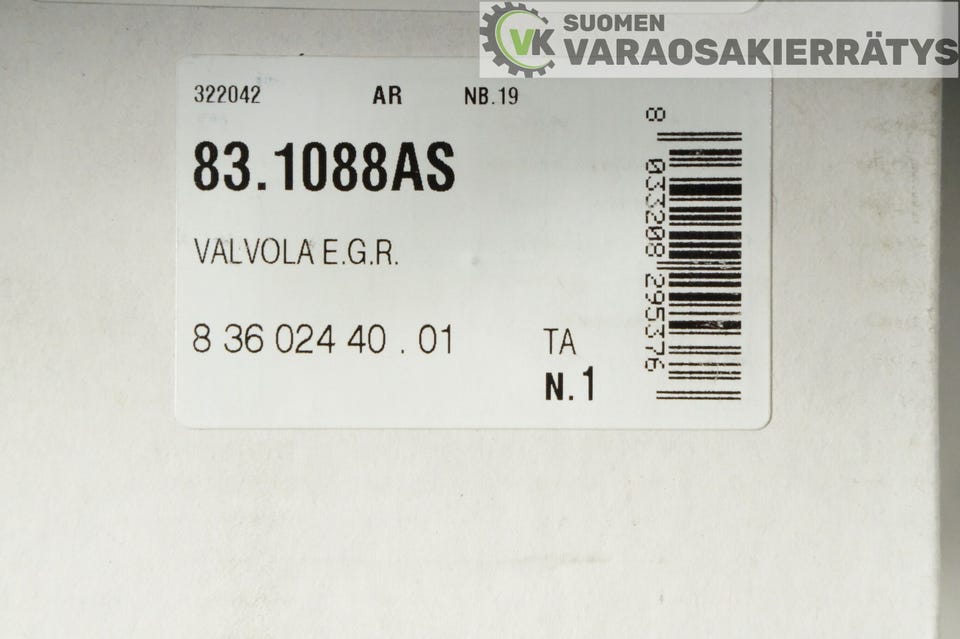 SUOMEN
VK VARAOSAKIERRÄTYS
322042 AR NB.19
83.1088AS
VALVOLA E.G.R.
8 36 024 40 . 01 TA
N.1
8 033208 295376